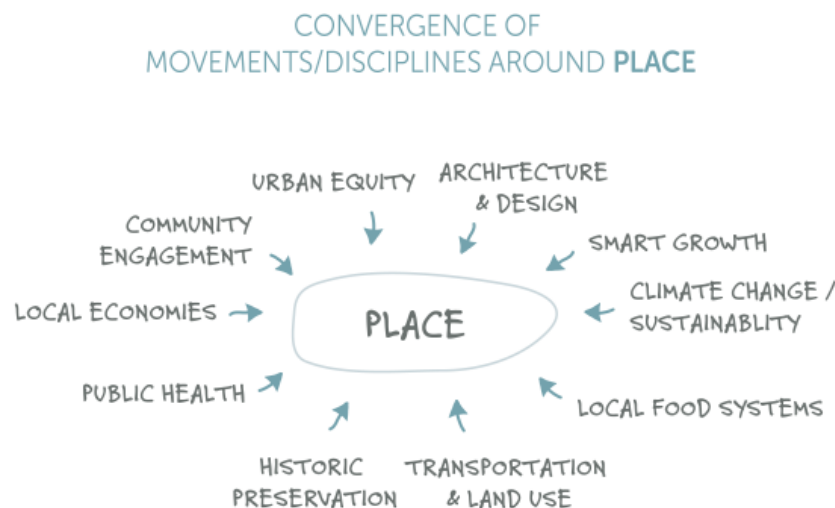 CONVERGENCE OF
MOVEMENTS/DISCIPLINES AROUND PLACE
URBAN EQUITY
ARCHITECTURE
& DESIGN
COMMUNITY
ENGAGEMENT
SMART GROWTH
LOCAL ECONOMIES
PLACE
CLIMATE CHANGE /
SUSTAINABLITY
PUBLIC HEALTH
LOCAL FOOD SYSTEMS
HISTORIC
PRESERVATION
TRANSPORTATION
& LAND USE